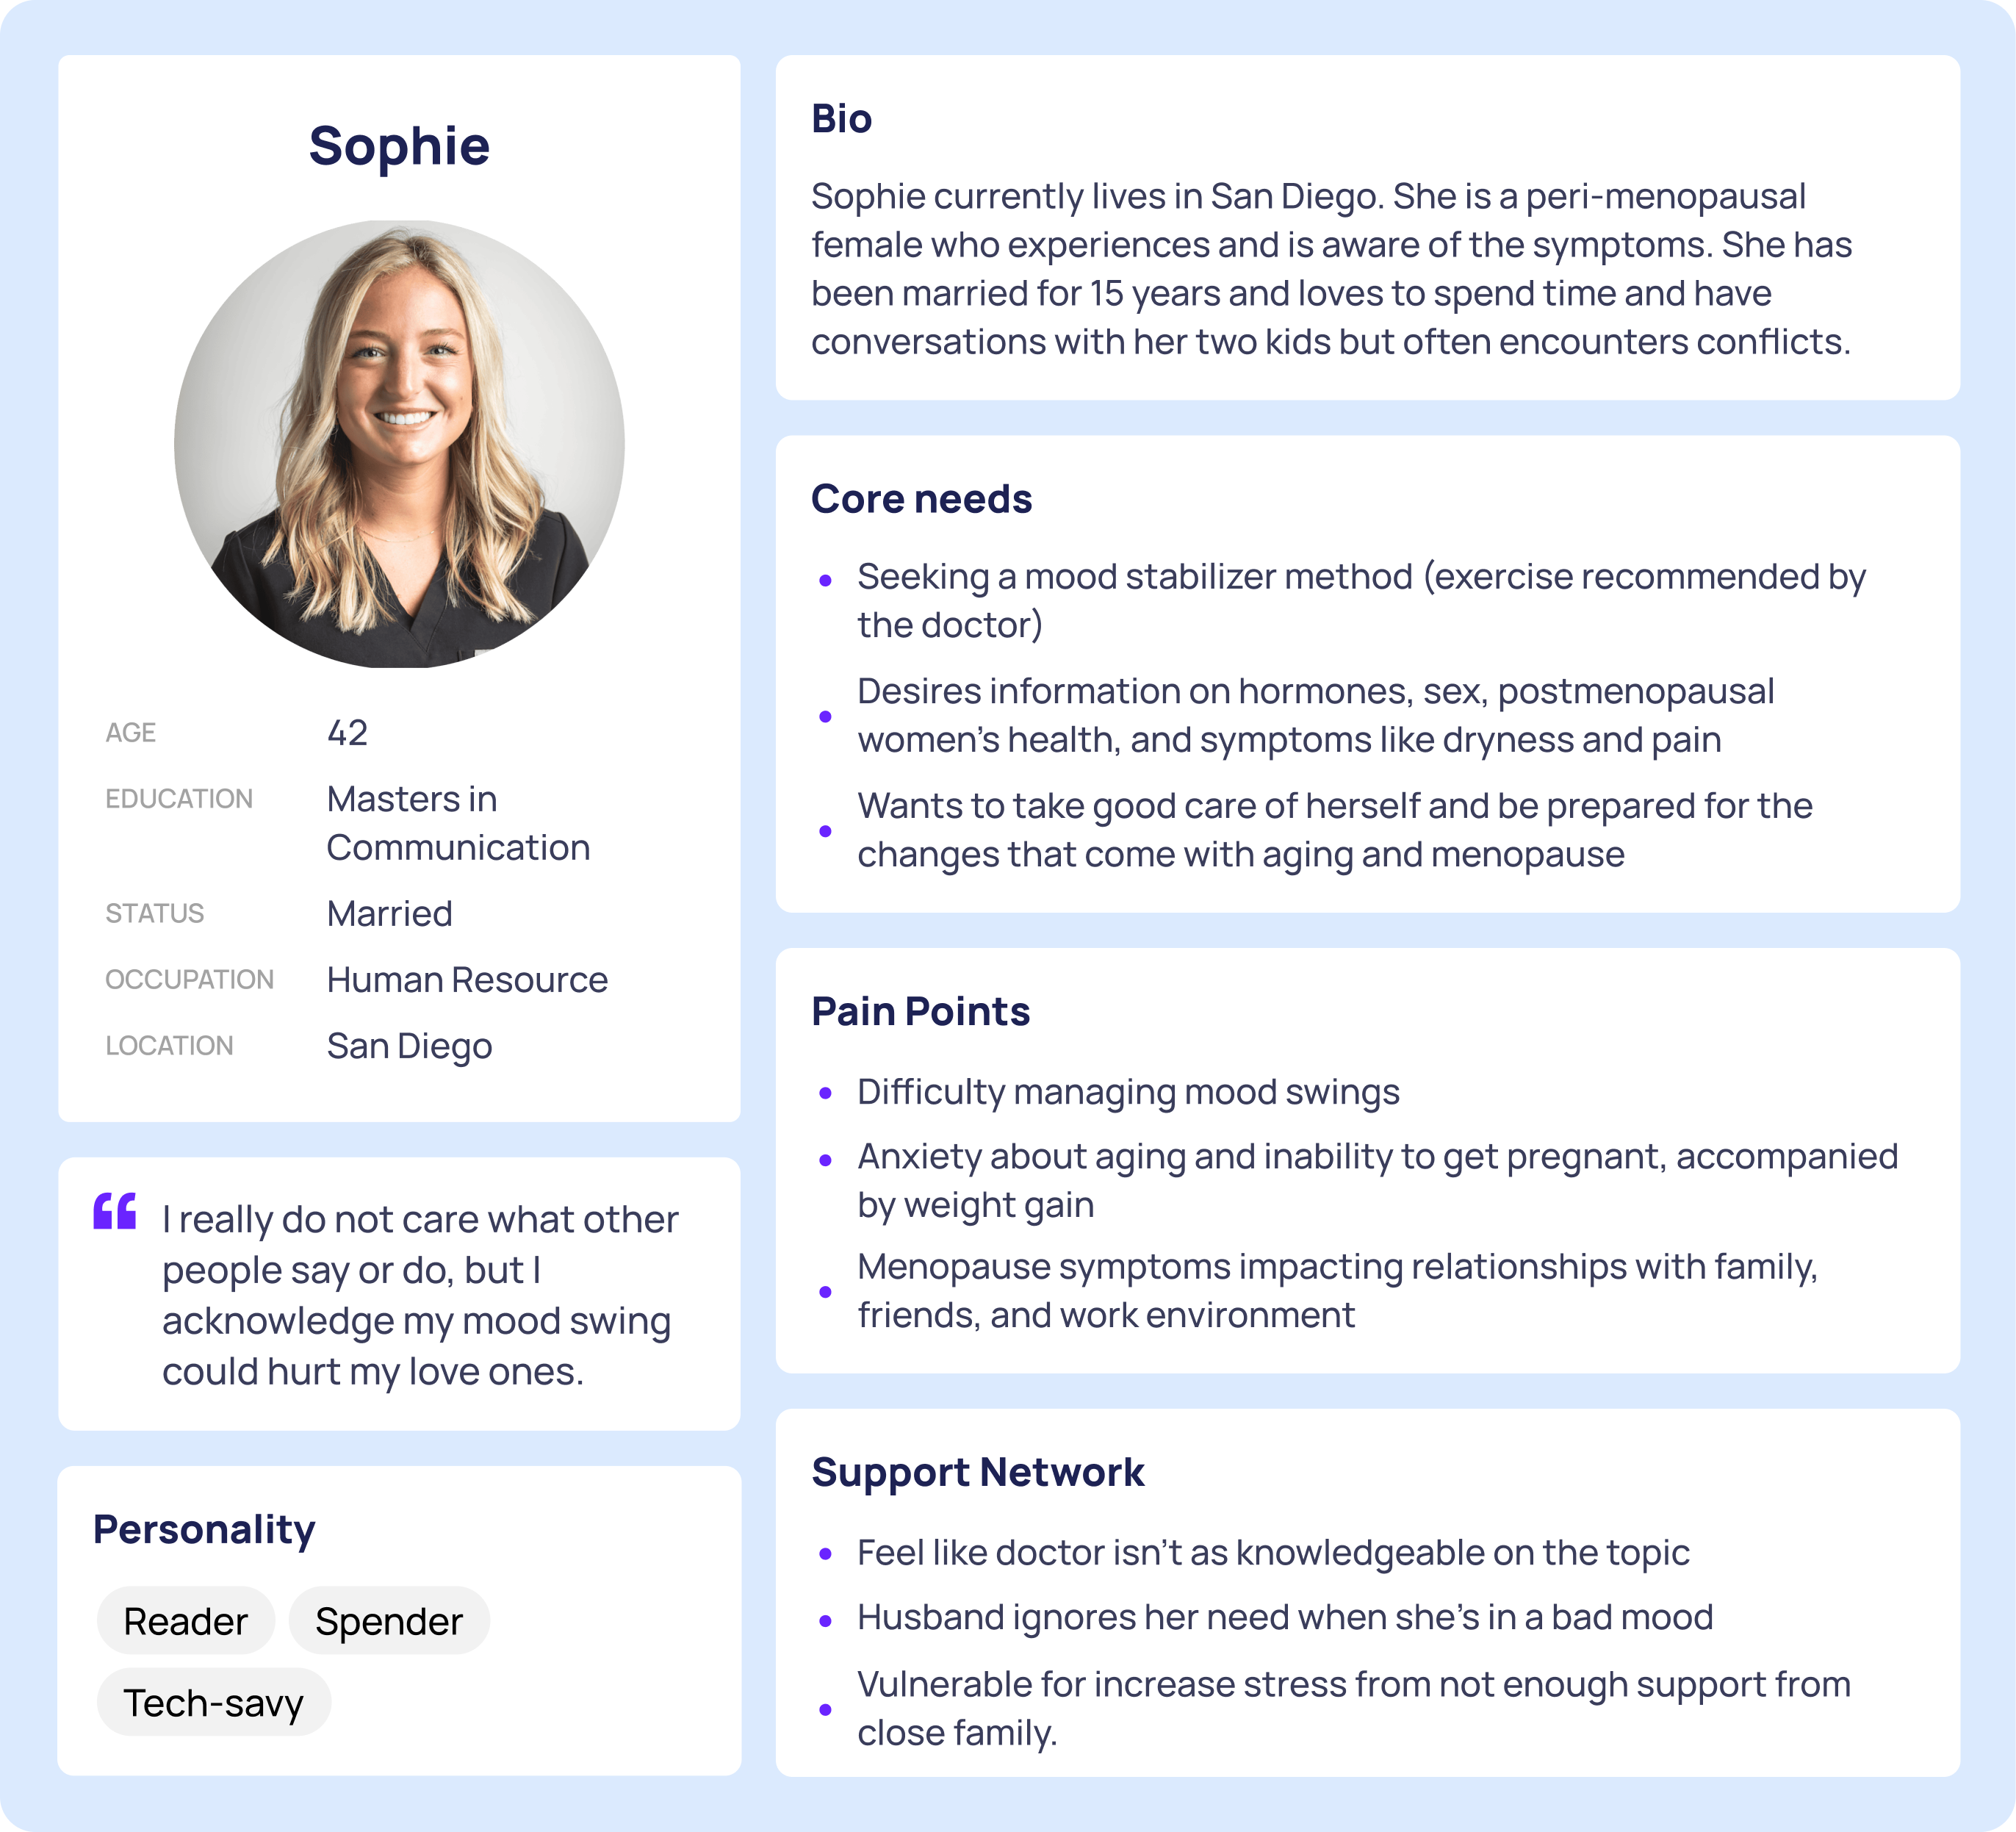 Sophie
AGE 42
EDUCATION Masters in
Communication
STATUS Married
OCCUPATION Human Resource
LOCATION San Diego
“ I really do not care what other
people say or do, but I
acknowledge my mood swing
could hurt my love ones.
Personality
Reader Spender
Tech-savy
Bio
Sophie currently lives in San Diego. She is a peri-menopausal
female who experiences and is aware of the symptoms. She has
been married for 15 years and loves to spend time and have
conversations with her two kids but often encounters conflicts.
Core needs
• Seeking a mood stabilizer method (exercise recommended by
the doctor)
• Desires information on hormones, sex, postmenopausal
women’s health, and symptoms like dryness and pain
• Wants to take good care of herself and be prepared for the
changes that come with aging and menopause
Pain Points
• Difficulty managing mood swings
• Anxiety about aging and inability to get pregnant, accompanied
by weight gain
• Menopause symptoms impacting relationships with family,
friends, and work environment
Support Network
• Feel like doctor isn’t as knowledgeable on the topic
• Husband ignores her need when she’s in a bad mood
• Vulnerable for increase stress from not enough support from
close family.